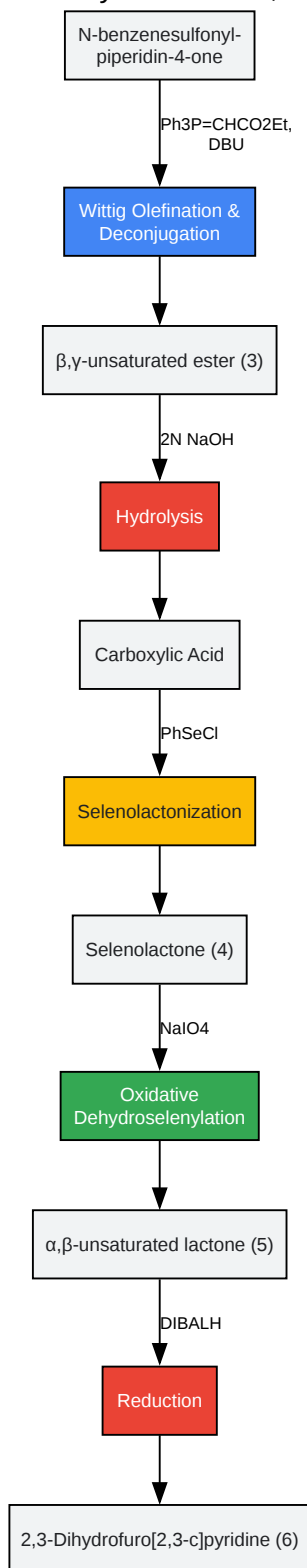 N-benzenesulfonyl-
piperidin-4-one
Ph3P=CHCO2Et,
DBU
Wittig Olefination &
Deconjugation
β,γ-unsaturated ester (3)
2N NaOH
Hydrolysis
Carboxylic Acid
PhSeCl
Selenolactonization
Selenolactone (4)
NaIO4
Oxidative
Dehydroselenylation
α,β-unsaturated lactone (5)
DIBALH
Reduction
2,3-Dihydrofuro[2,3-c]pyridine (6)